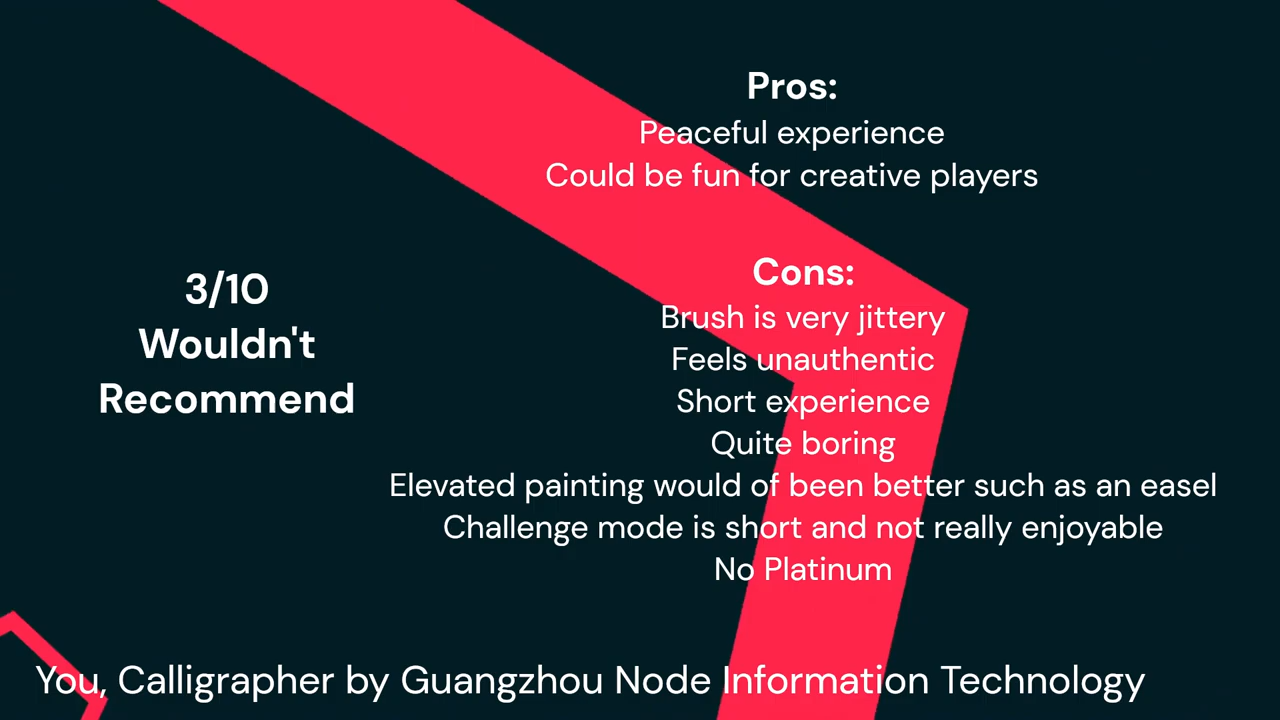 Pros:
Peaceful experience
Could be fun for creative players
3/10
Wouldn't
Recommend
Cons:
Brush is very jittery
Feels unauthentic
Short experience
Quite boring
Elevated painting would of been better such as an easel
Challenge mode is short and not really enjoyable
No Platinum
You, Calligrapher by Guangzhou Node Information Technology